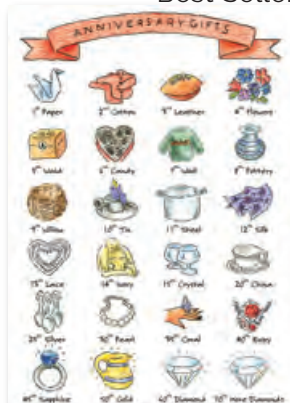 Best Seller
ANNIVERSARY GIFTS
1st Paper 2nd Cotton 3rd Leather 4th Flowers
5th Wood 6th Candy 7th Wool 8th Pottery
9th Willow 10th Tin 11th Steel 12th Silk
13th Lace 14th Ivory 15th Crystal 20th China
25th Silver 30th Pearl 35th Coral 40th Ruby
45th Sapphire 50th Gold 60th Diamond 70th More Diamonds